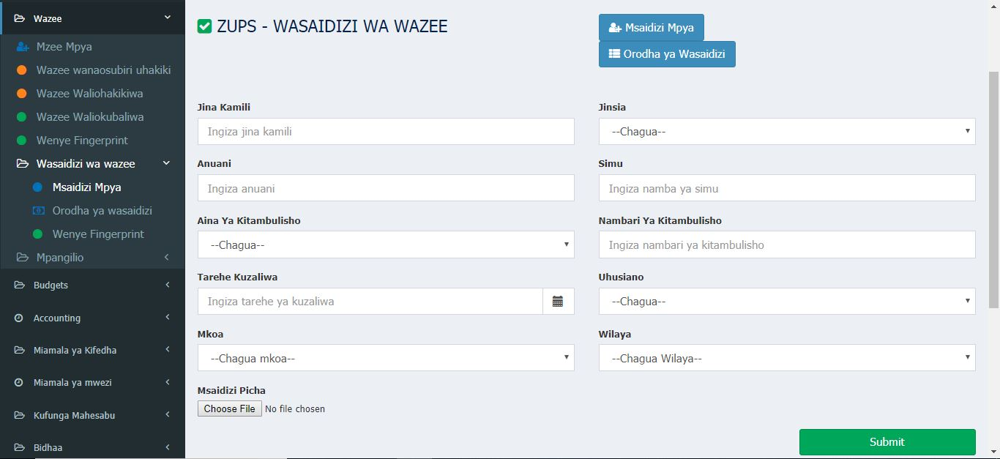 Wazee
Mzee Mpya
Wazee wanaosubiri uhakiki
Wazee Waliohakikiwa
Wazee Waliokubaliwa
Wenye Fingerprint
Wasaidizi wa wazee
Msaidizi Mpya
Orodha ya wasaidizi
Wenye Fingerprint
Mpangilio
Budgets
Accounting
Miamala ya Kifedha
Miamala ya mwezi
Kufunga Mahesabu
Bidhaa
ZUPS - WASAIDIZI WA WAZEE
Msaidizi Mpya
Orodha ya Wasaidizi
Jina Kamili
Ingiza jina kamili
Jinsia
--Chagua--
Anuani
Ingiza anuani
Simu
Ingiza namba ya simu
Aina Ya Kitambulisho
--Chagua--
Nambari Ya Kitambulisho
Ingiza nambari ya kitambulisho
Tarehe Kuzaliwa
Ingiza tarehe ya kuzaliwa
Uhusiano
--Chagua--
Mkoa
--Chagua mkoa--
Wilaya
--Chagua Wilaya--
Msaidizi Picha
Choose File No file chosen
Submit